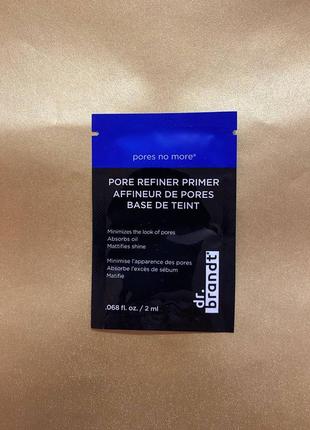 pores no more®
PORE REFINER PRIMER
AFFINEUR DE PORES
BASE DE TEINT
Minimizes the look of pores
Absorbs oil
Mattifies shine
Minimise l'apparence des pores
Absorbe l'excès de sébum
Matifie
.068 fl. oz. / 2 ml
dr.
brandt